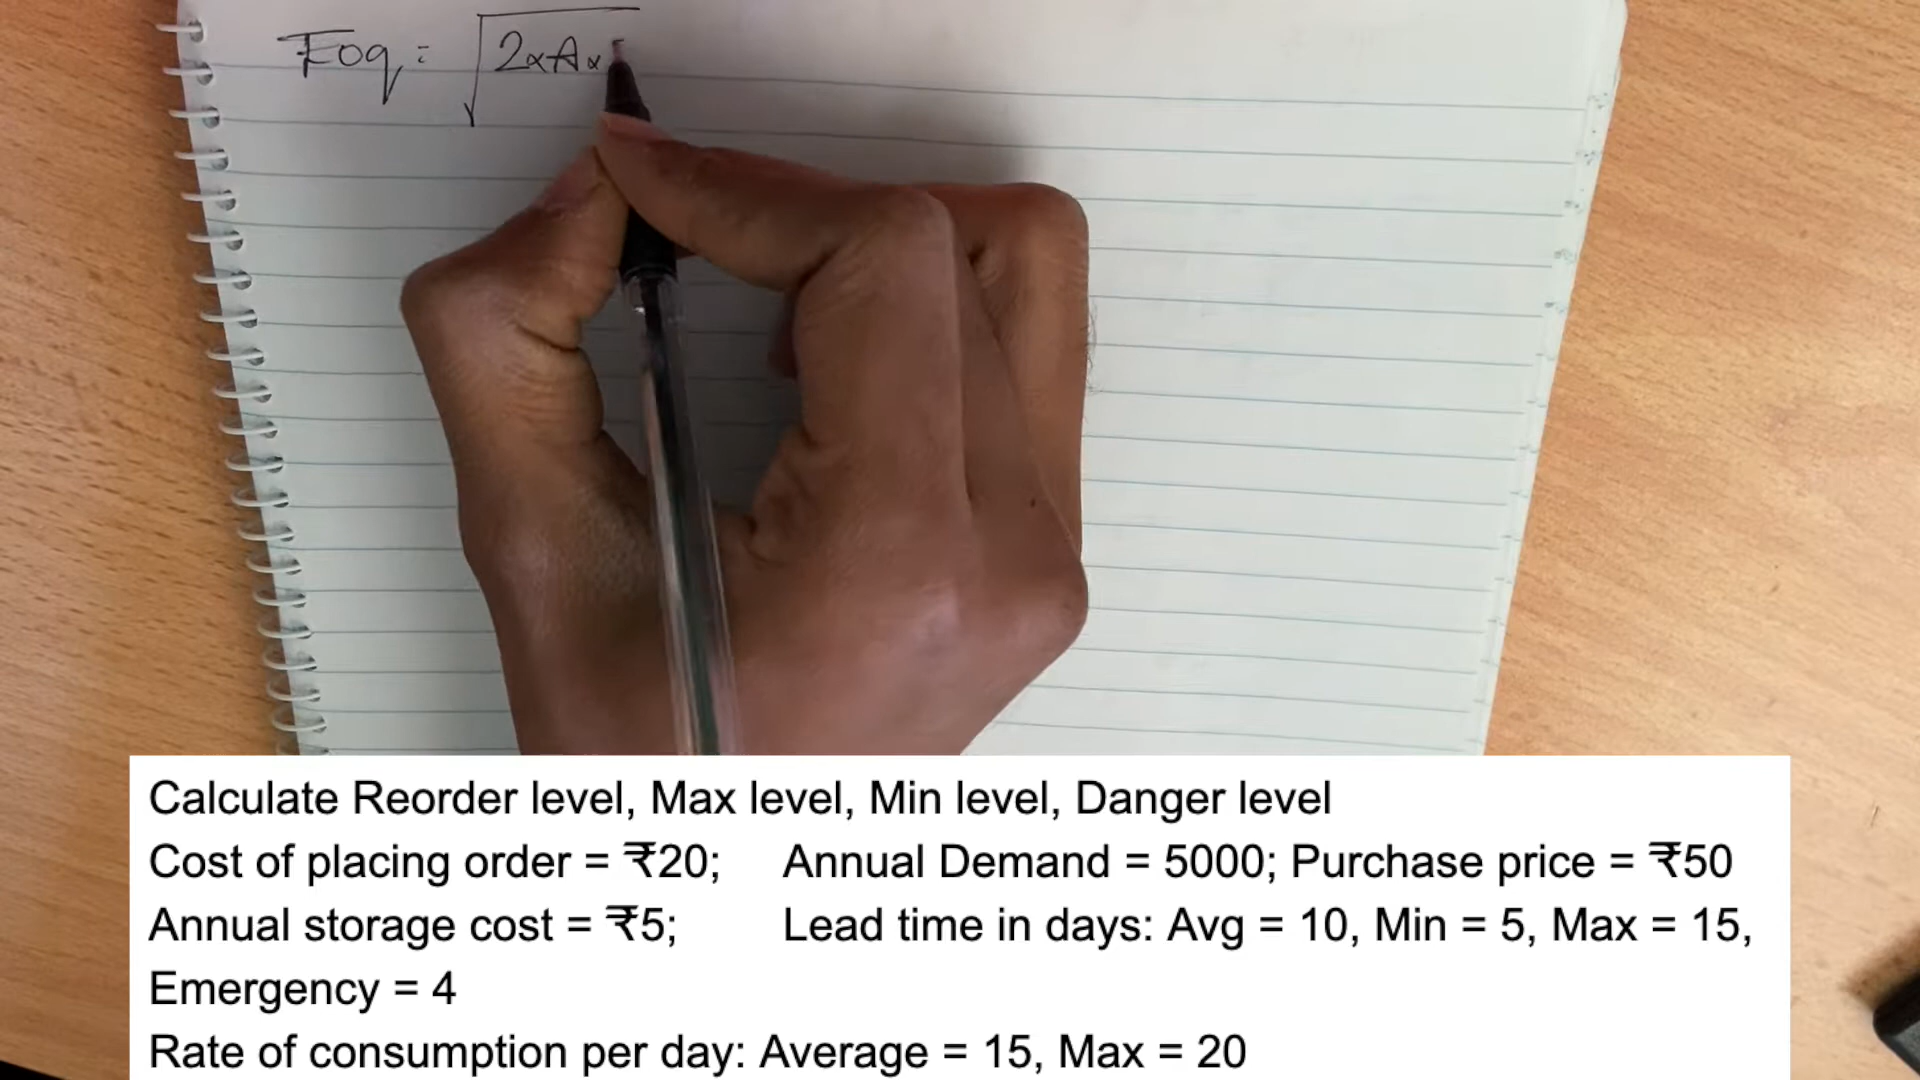 Eoq = √2xAx
Calculate Reorder level, Max level, Min level, Danger level
Cost of placing order = ₹20; Annual Demand = 5000; Purchase price = ₹50
Annual storage cost = ₹5; Lead time in days: Avg = 10, Min = 5, Max = 15,
Emergency = 4
Rate of consumption per day: Average = 15, Max = 20